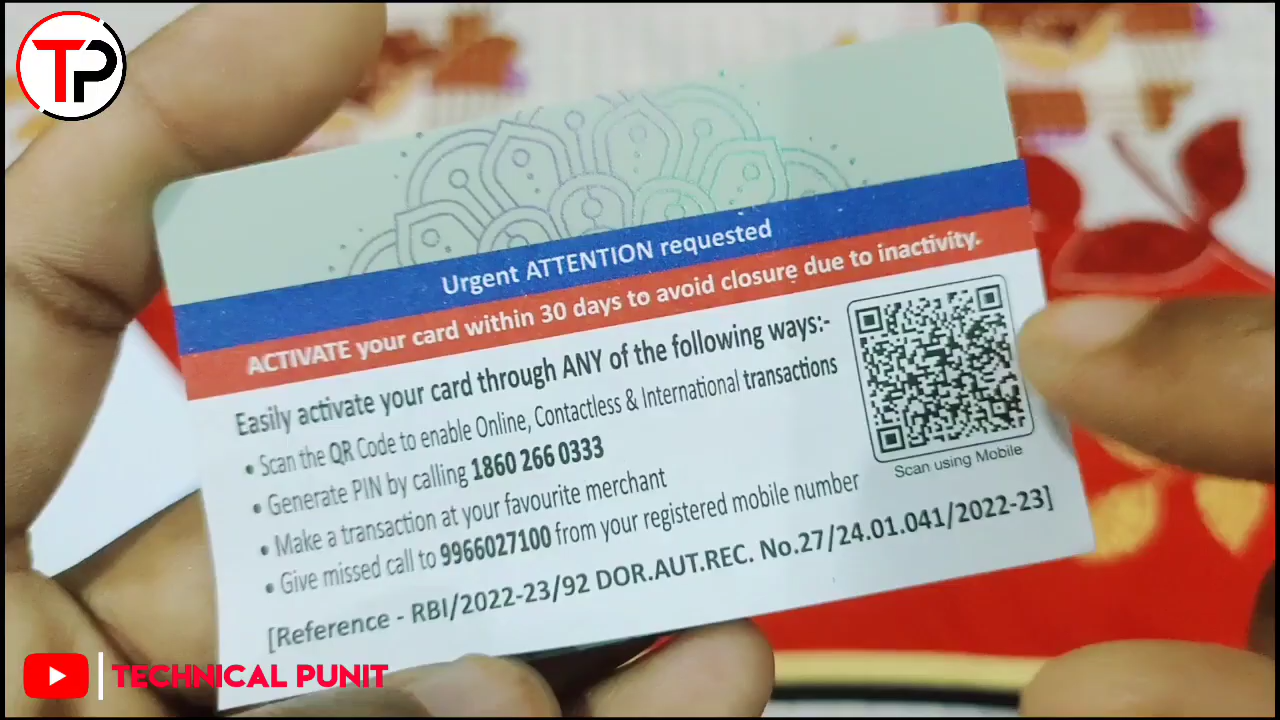 TP
Urgent ATTENTION requested
ACTIVATE your card within 30 days to avoid closure due to inactivity.
Easily activate your card through ANY of the following ways:-
• Scan the QR Code to enable Online, Contactless & International transactions
• Generate PIN by calling 1860 266 0333
• Make a transaction at your favourite merchant
• Give missed call to 9966027100 from your registered mobile number
Scan using Mobile
[Reference - RBI/2022-23/92 DOR.AUT.REC. No.27/24.01.041/2022-23]
TECHNICAL PUNIT